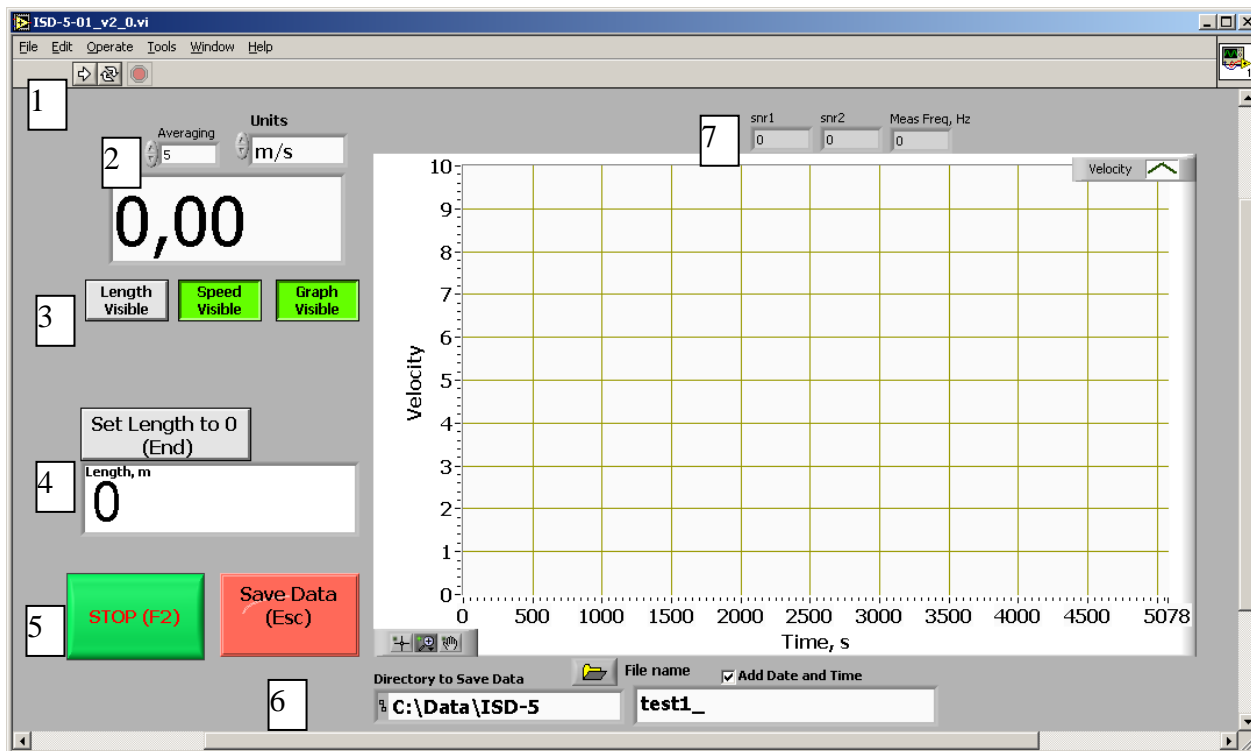 ISD-5-01_v2_0.vi
File Edit Operate Tools Window Help
1
1
2
Averaging
5
Units
m/s
0,00
3
Length
Visible
Speed
Visible
Graph
Visible
Set Length to 0
(End)
4
Length, m
0
5
STOP (F2)
Save Data
(Esc)
7
snr1
0
snr2
0
Meas Freq, Hz
0
Velocity
Velocity
10
9
8
7
6
5
4
3
2
1
0
0 500 1000 1500 2000 2500 3000 3500 4000 4500 5078
Time, s
6
Directory to Save Data
C:\Data\ISD-5
File name
Add Date and Time
test1_